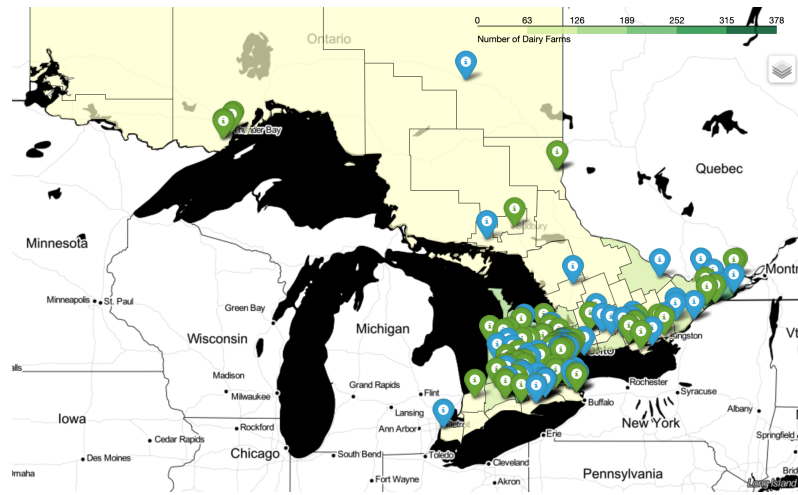 0 63 126 189 252 315 378
Number of Dairy Farms
Ontario
Quebec
Minnesota
Montr
Minneapolis
St. Paul
Green Bay
Wisconsin
Michigan
Vt
Madison
Milwaukee
Grand Rapids
Flint
Rochester
Syracuse
Lansing
Buffalo
New York
Albany
Iowa
Rockford
Ann Arbor
Detroit
Erie
Springfield
Cedar Rapids
Chicago
South Bend
Toledo
Cleveland
Des Moines
Fort Wayne
Akron
Pennsylvania
Long Island